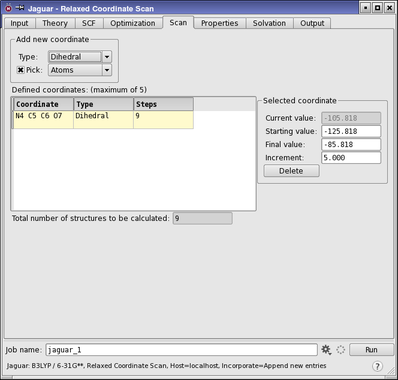 Jaguar - Relaxed Coordinate Scan
Input Theory SCF Optimization Scan Properties Solvation Output
Add new coordinate
Type: Dihedral
Pick: Atoms
Defined coordinates: (maximum of 5)
Coordinate Type Steps
N4 C5 C6 O7 Dihedral 9
Selected coordinate
Current value: -105.818
Starting value: -125.818
Final value: -85.818
Increment: 5.000
Delete
Total number of structures to be calculated: 9
Job name: jaguar_1 Run
Jaguar: B3LYP / 6-31G**, Relaxed Coordinate Scan, Host=localhost, Incorporate=Append new entries ?